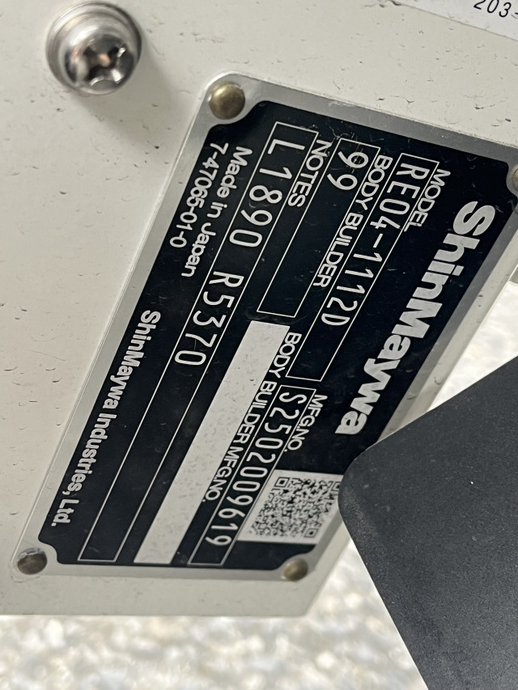 203-
ShinMaywa
MODEL
RE04-1112D
MFG.NO.
S2502009619
BODY BUILDER
99
BODY BUILDER MFG.NO.
NOTES
L1890 R5370
Made in Japan
7-47065-01-0
ShinMaywa Industries, Ltd.